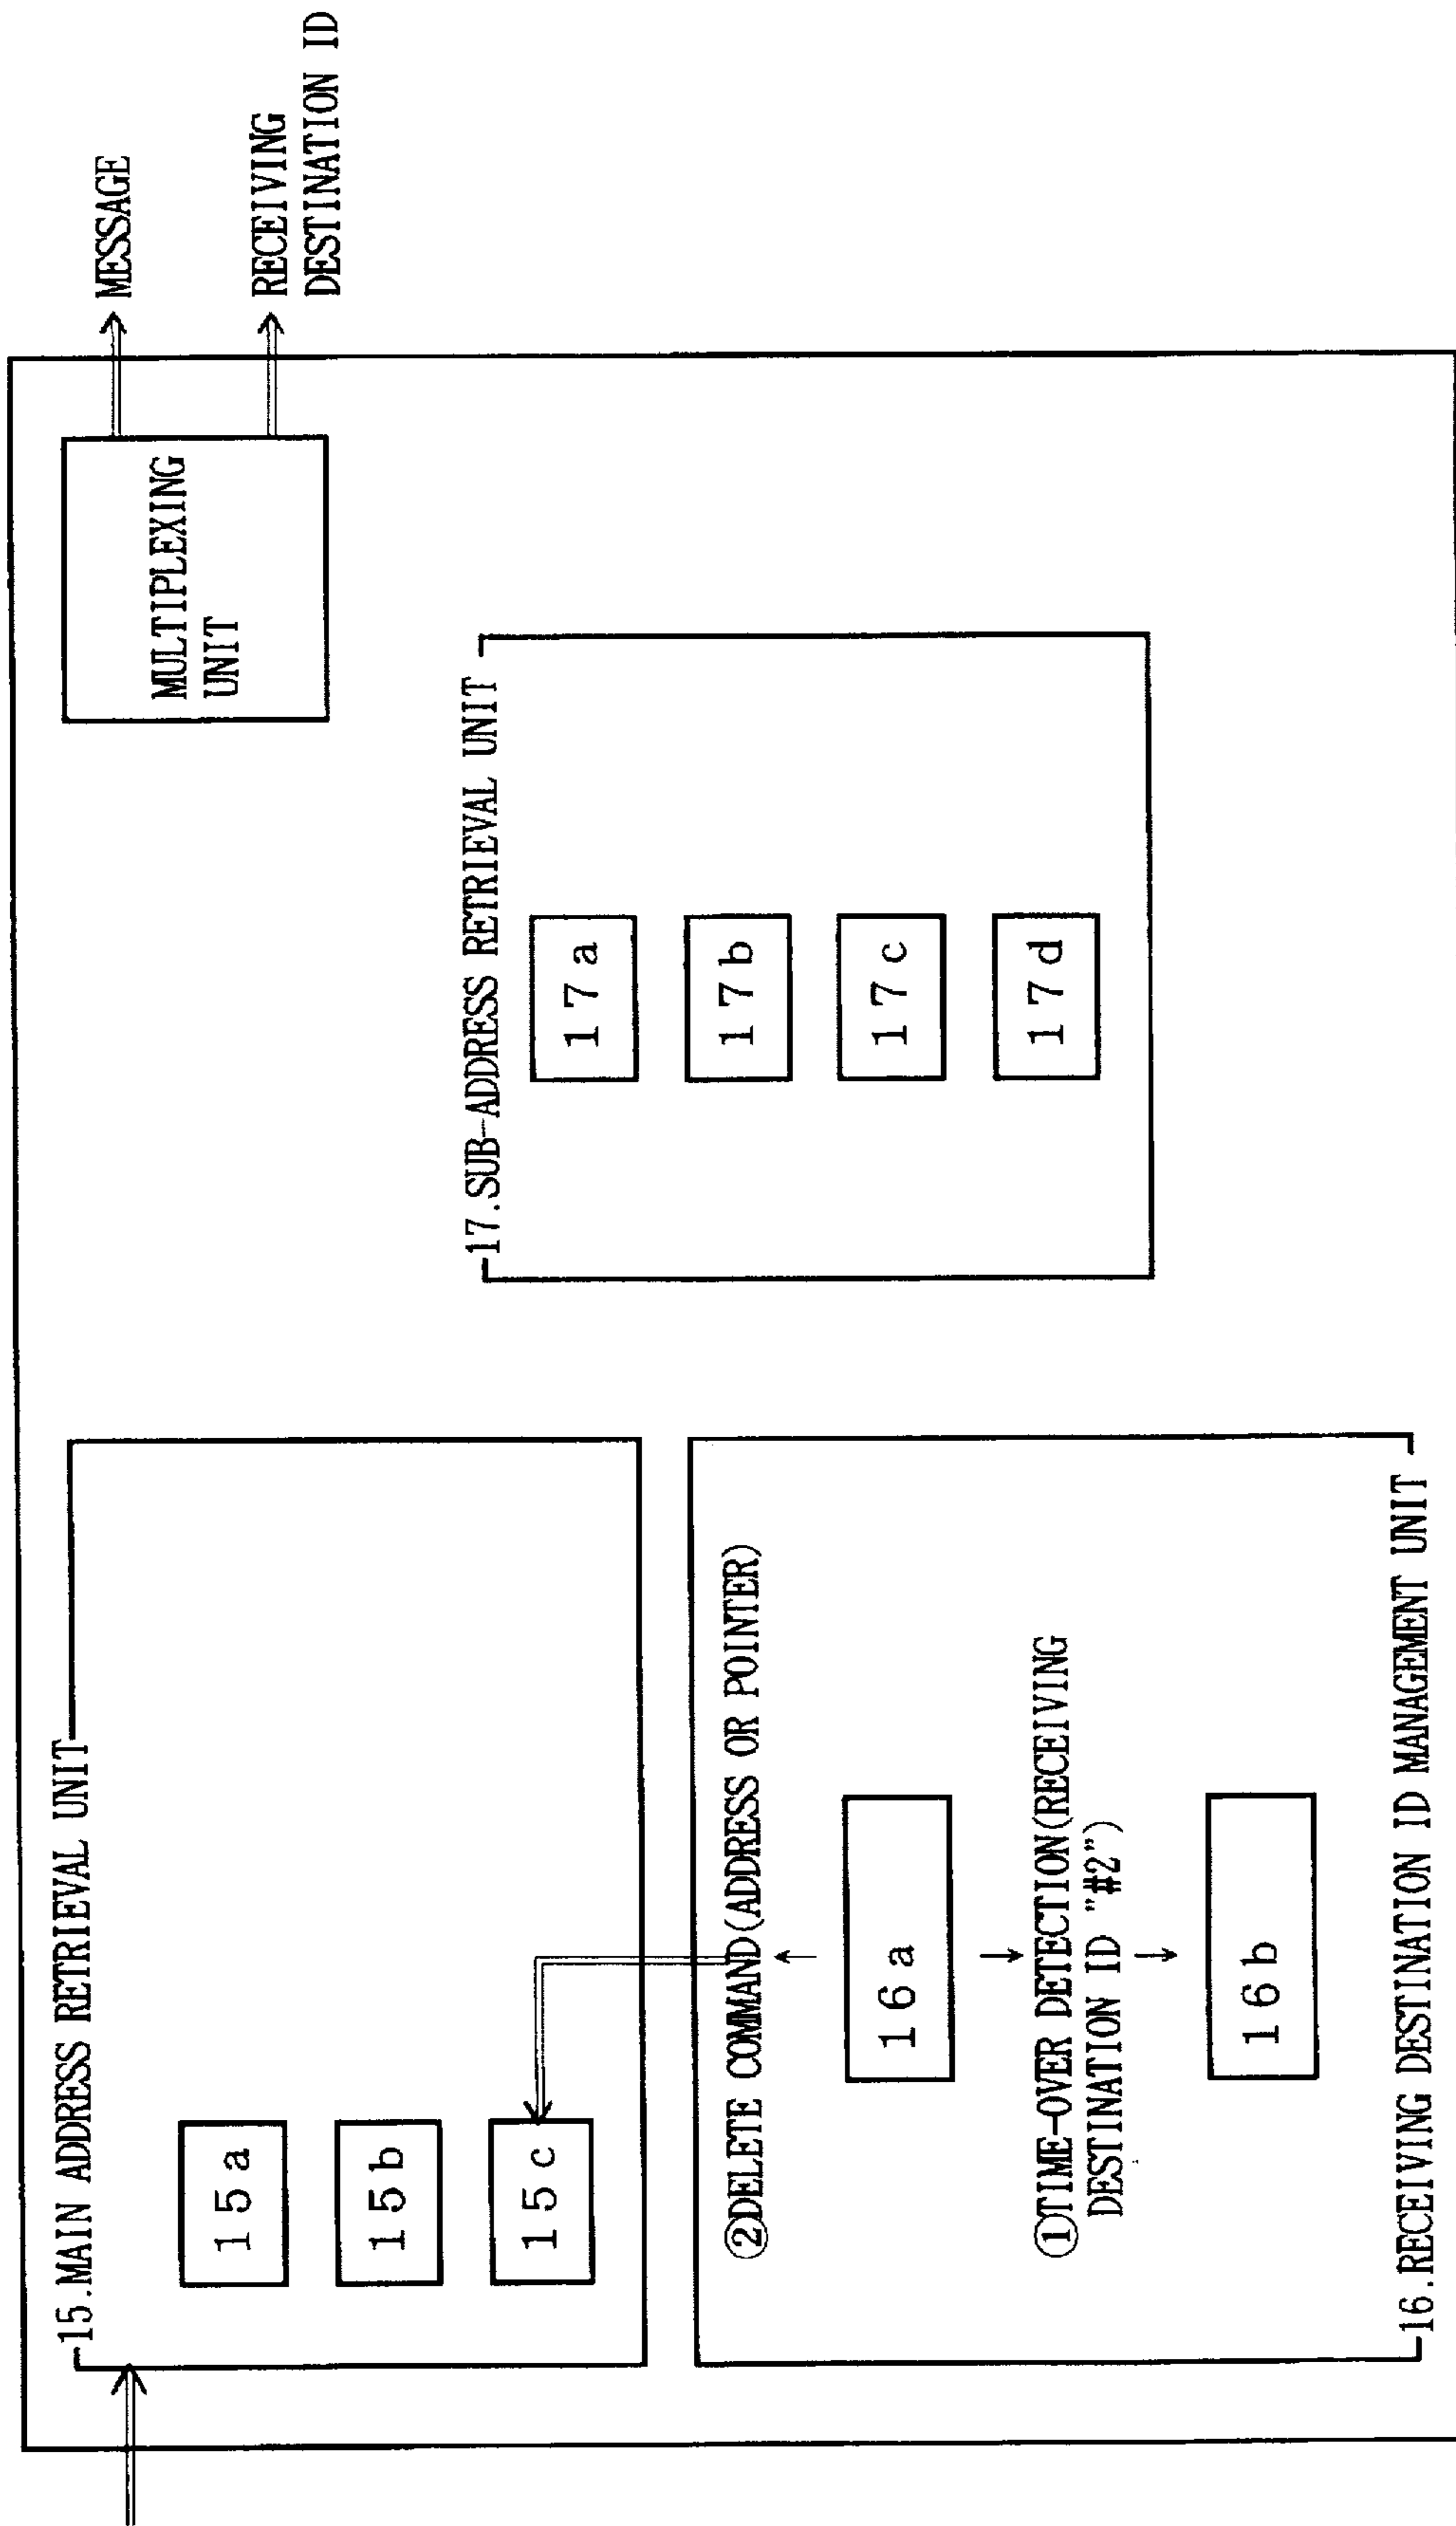 15.MAIN ADDRESS RETRIEVAL UNIT
15a
15b
15c
MULTIPLEXING
UNIT
MESSAGE
RECEIVING
DESTINATION ID
17.SUB-ADDRESS RETRIEVAL UNIT
17a
17b
17c
17d
②DELETE COMMAND(ADDRESS OR POINTER)
16a
①TIME-OVER DETECTION(RECEIVING
DESTINATION ID "#2")
16b
16.RECEIVING DESTINATION ID MANAGEMENT UNIT